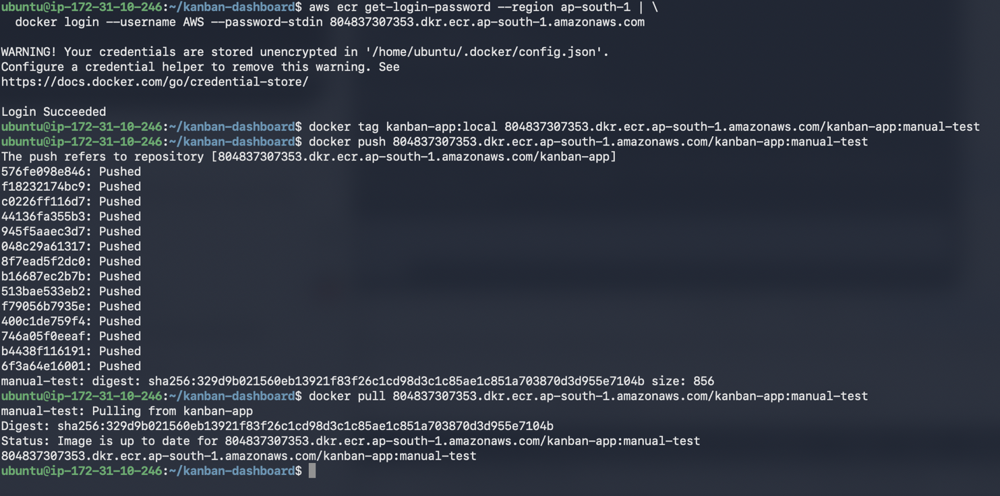 ubuntu@ip-172-31-10-246:~/kanban-dashboard$ aws ecr get-login-password --region ap-south-1 | \
  docker login --username AWS --password-stdin 804837307353.dkr.ecr.ap-south-1.amazonaws.com

WARNING! Your credentials are stored unencrypted in '/home/ubuntu/.docker/config.json'.
Configure a credential helper to remove this warning. See
https://docs.docker.com/go/credential-store/

Login Succeeded
ubuntu@ip-172-31-10-246:~/kanban-dashboard$ docker tag kanban-app:local 804837307353.dkr.ecr.ap-south-1.amazonaws.com/kanban-app:manual-test
ubuntu@ip-172-31-10-246:~/kanban-dashboard$ docker push 804837307353.dkr.ecr.ap-south-1.amazonaws.com/kanban-app:manual-test
The push refers to repository [804837307353.dkr.ecr.ap-south-1.amazonaws.com/kanban-app]
576fe098e846: Pushed
f18232174bc9: Pushed
c0226ff116d7: Pushed
44136fa355b3: Pushed
945f5aaec3d7: Pushed
048c29a61317: Pushed
8f7ead5f2dc0: Pushed
b16687ec2b7b: Pushed
513bae533eb2: Pushed
f79056b7935e: Pushed
400c1de759f4: Pushed
746a05f0eeaf: Pushed
b4438f116191: Pushed
6f3a64e16001: Pushed
manual-test: digest: sha256:329d9b021560eb13921f83f26c1cd98d3c1c85ae1c851a703870d3d955e7104b size: 856
ubuntu@ip-172-31-10-246:~/kanban-dashboard$ docker pull 804837307353.dkr.ecr.ap-south-1.amazonaws.com/kanban-app:manual-test
manual-test: Pulling from kanban-app
Digest: sha256:329d9b021560eb13921f83f26c1cd98d3c1c85ae1c851a703870d3d955e7104b
Status: Image is up to date for 804837307353.dkr.ecr.ap-south-1.amazonaws.com/kanban-app:manual-test
804837307353.dkr.ecr.ap-south-1.amazonaws.com/kanban-app:manual-test
ubuntu@ip-172-31-10-246:~/kanban-dashboard$